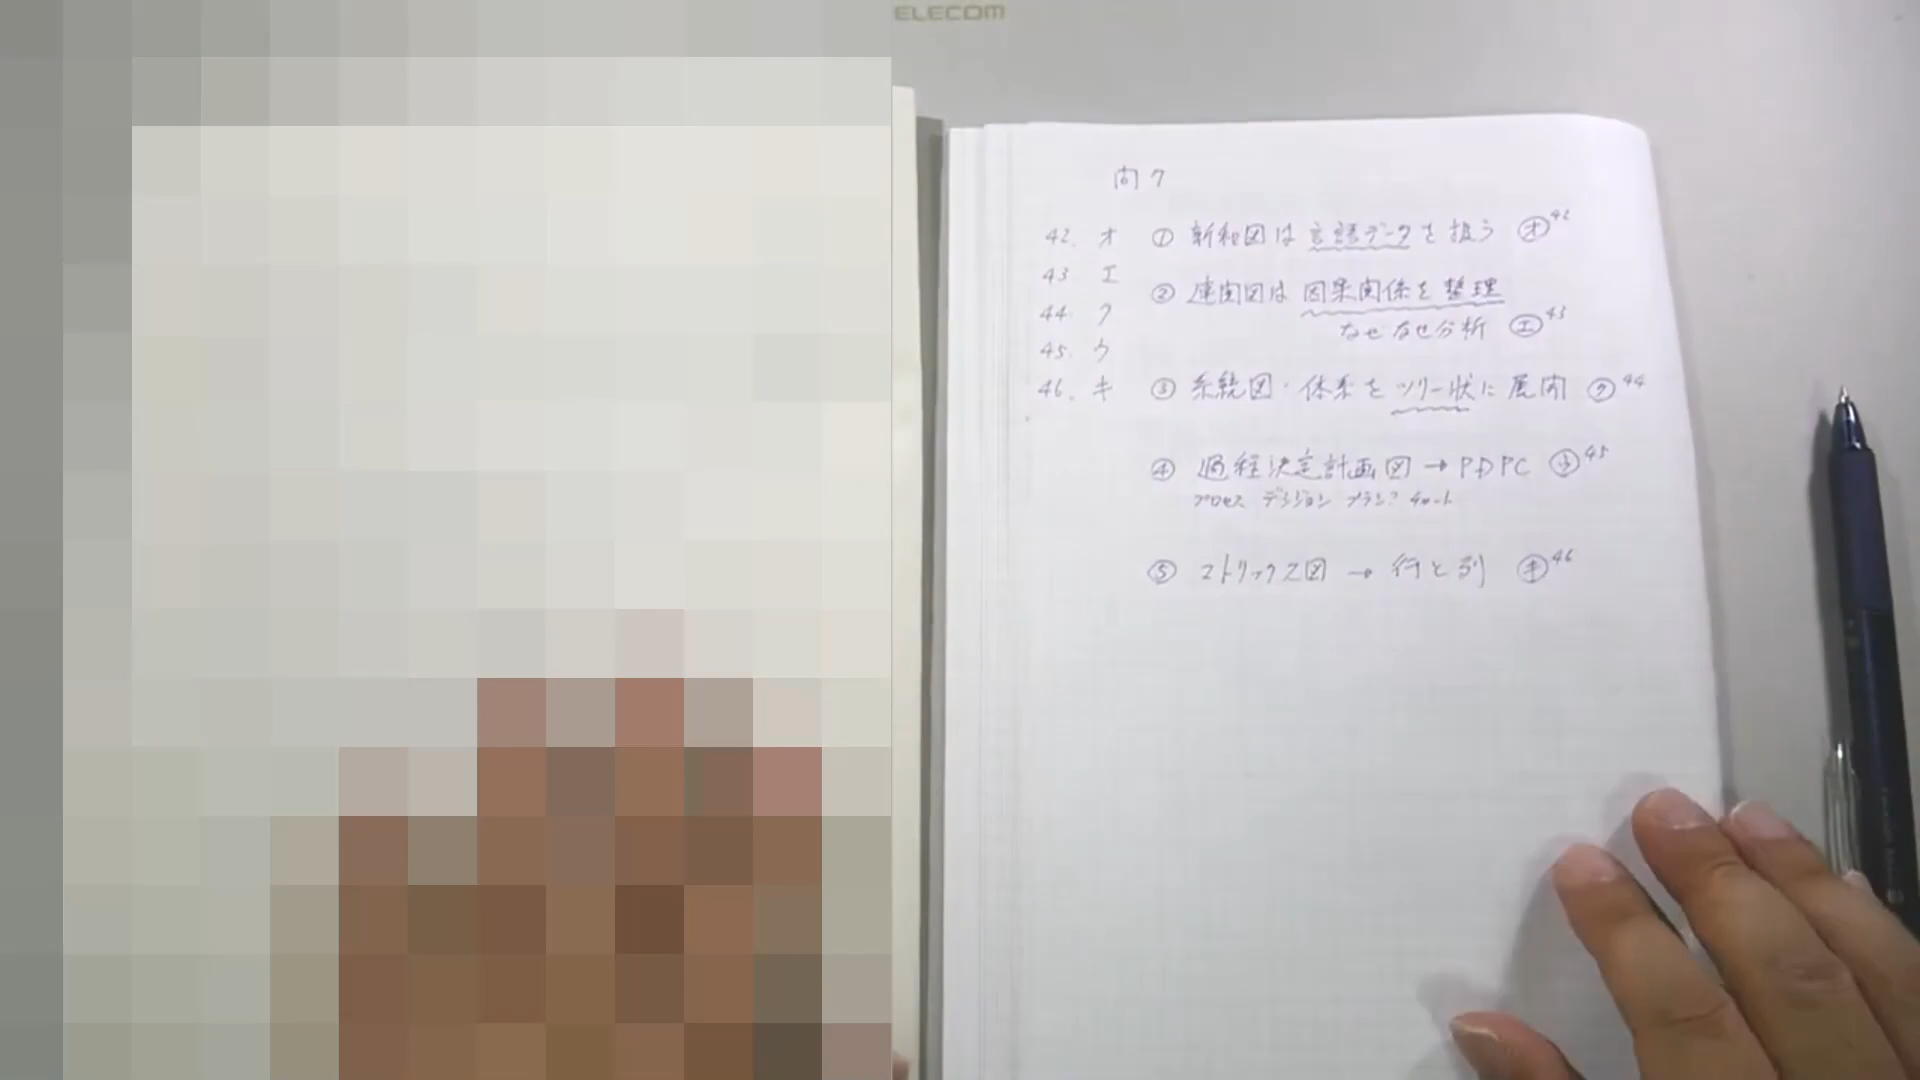 ELECOM
問7
42. オ ① 新和図は 言語データを扱う オ 42
43 エ ② 連関図は 因果関係を整理
なぜなぜ分析 エ 43
44. ク
45. ウ
46. キ ③ 系統図・体系をツリー状に展開 ク 44
④ 過程決定計画図 → PDPC ウ 45
プロセス デシジョン プラン? チャート
⑤ マトリックス図 → 行と列 キ 46